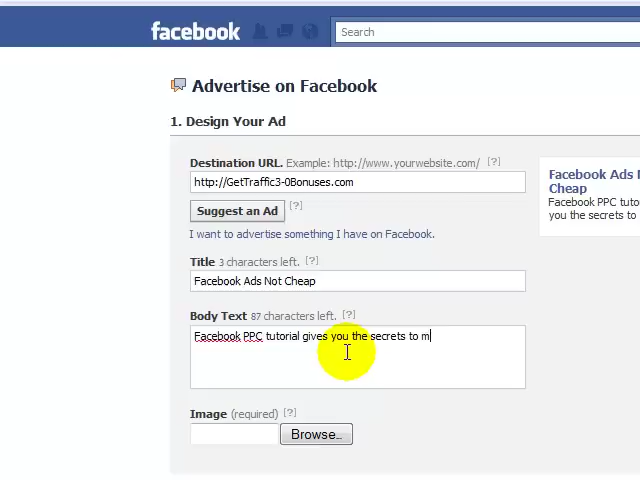 facebook
Search
Advertise on Facebook
1. Design Your Ad
Destination URL. Example: http://www.yourwebsite.com/ [?]
http://GetTraffic3-0Bonuses.com
Suggest an Ad [?]
I want to advertise something I have on Facebook.
Title 3 characters left. [?]
Facebook Ads Not Cheap
Body Text 87 characters left. [?]
Facebook PPC tutorial gives you the secrets to m
Image (required) [?]
Browse..
Facebook Ads N
Cheap
Facebook PPC tuto
you the secrets to